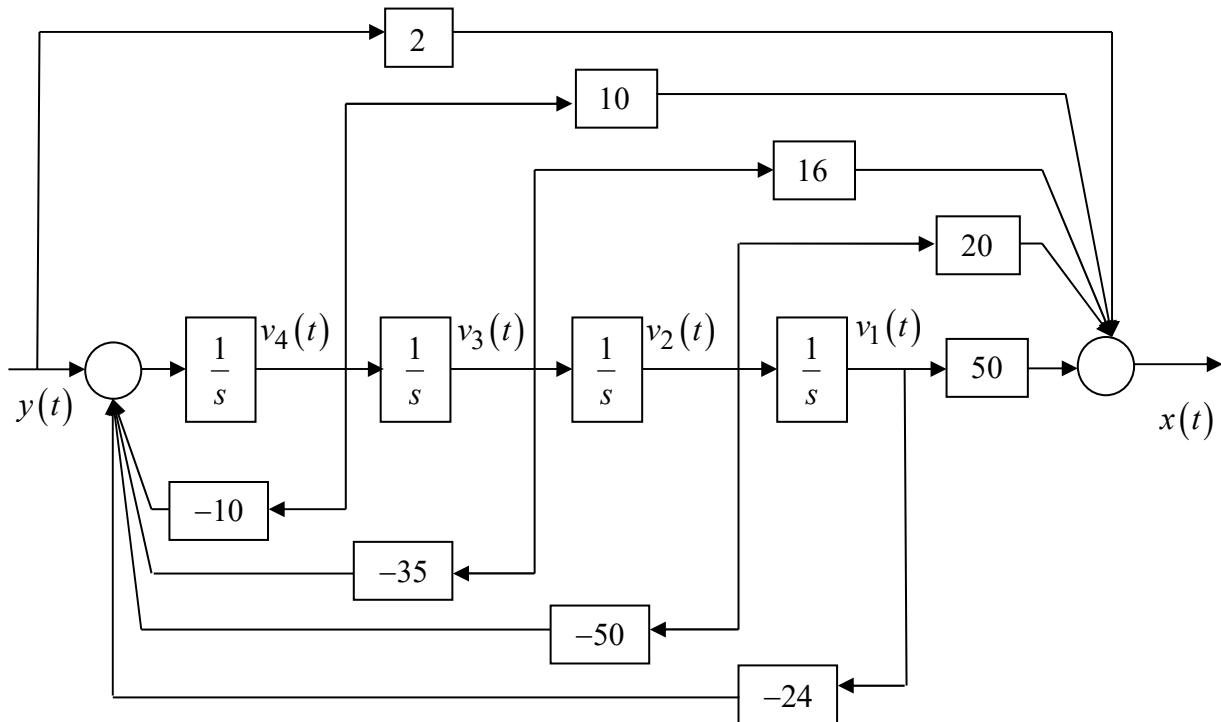 2
10
16
20
v₄(t)
v₃(t)
v₂(t)
v₁(t)
1/s
1/s
1/s
1/s
50
y(t)
x(t)
−10
−35
−50
−24